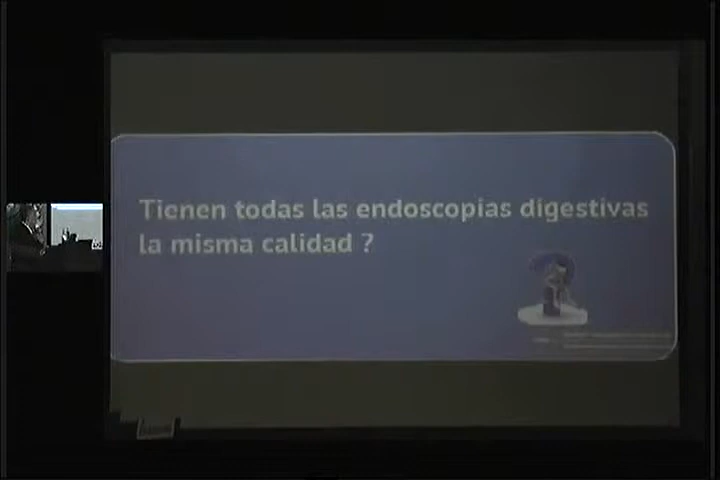 Tienen todas las endoscopias digestivas
la misma calidad ?